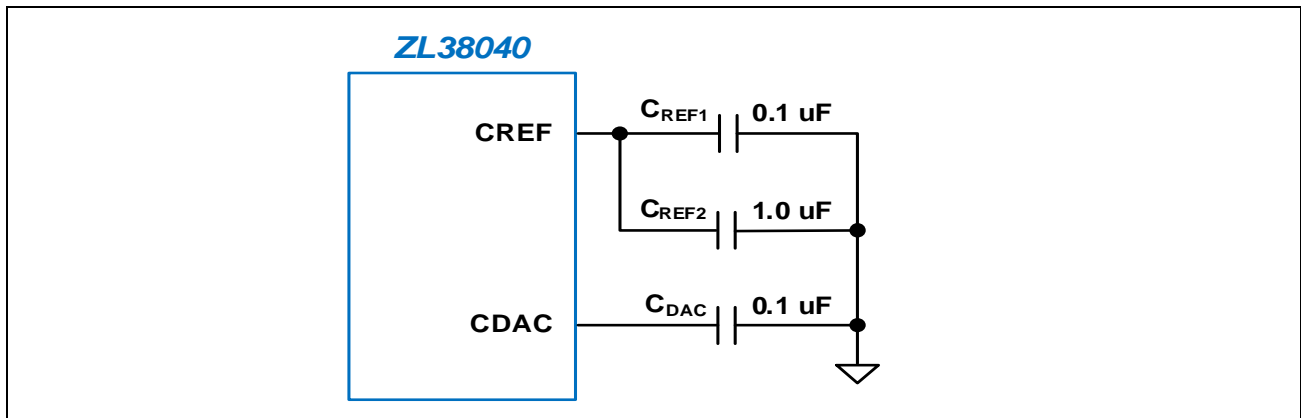 ZL38040
CREF
CREF1 0.1 uF
CREF2 1.0 uF
CDAC
CDAC 0.1 uF